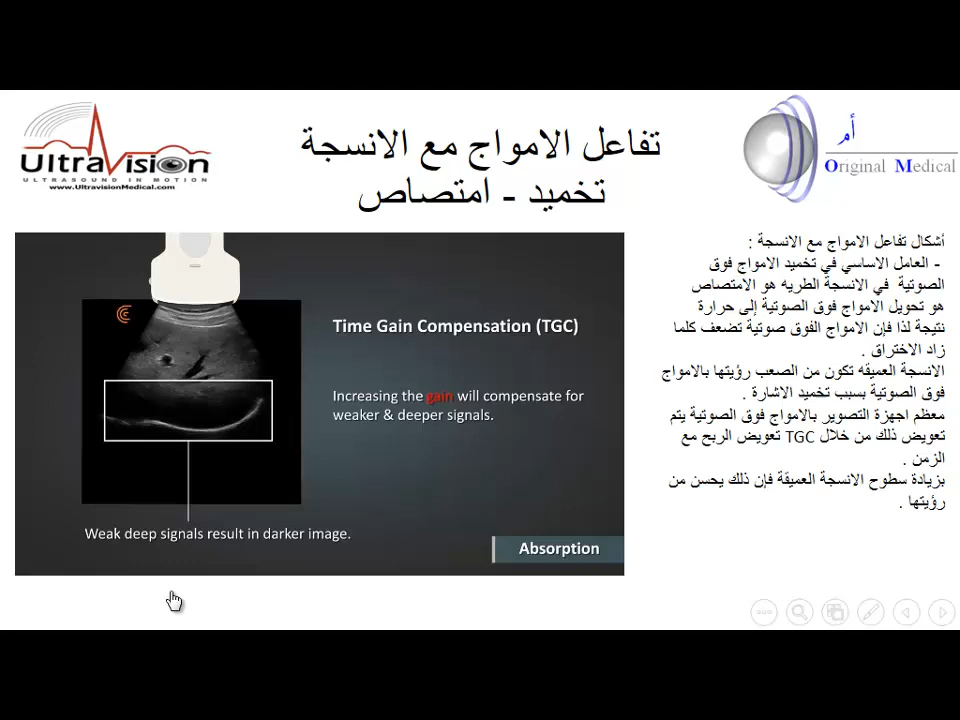 UltraVision
ULTRASOUND IN MOTION
www.UltravisionMedical.com
تفاعل الامواج مع الانسجة
تخميد - امتصاص
أم
Original Medical
أشكال تفاعل الامواج مع الانسجة :
- العامل الاساسي في تخميد الامواج فوق
الصوتية في الانسجة الطريه هو الامتصاص
هو تحويل الامواج فوق الصوتية إلى حرارة
نتيجة لذا فإن الامواج الفوق صوتية تضعف كلما
زاد الاختراق .
الانسجة العميقه تكون من الصعب رؤيتها بالامواج
فوق الصوتية بسبب تخميد الاشارة .
معظم اجهزة التصوير بالامواج فوق الصوتية يتم
تعويض ذلك من خلال TGC تعويض الربح مع
الزمن .
بزيادة سطوح الانسجة العميقة فإن ذلك يحسن من
رؤيتها .
Time Gain Compensation (TGC)
Increasing the gain will compensate for
weaker & deeper signals.
Weak deep signals result in darker image.
Absorption